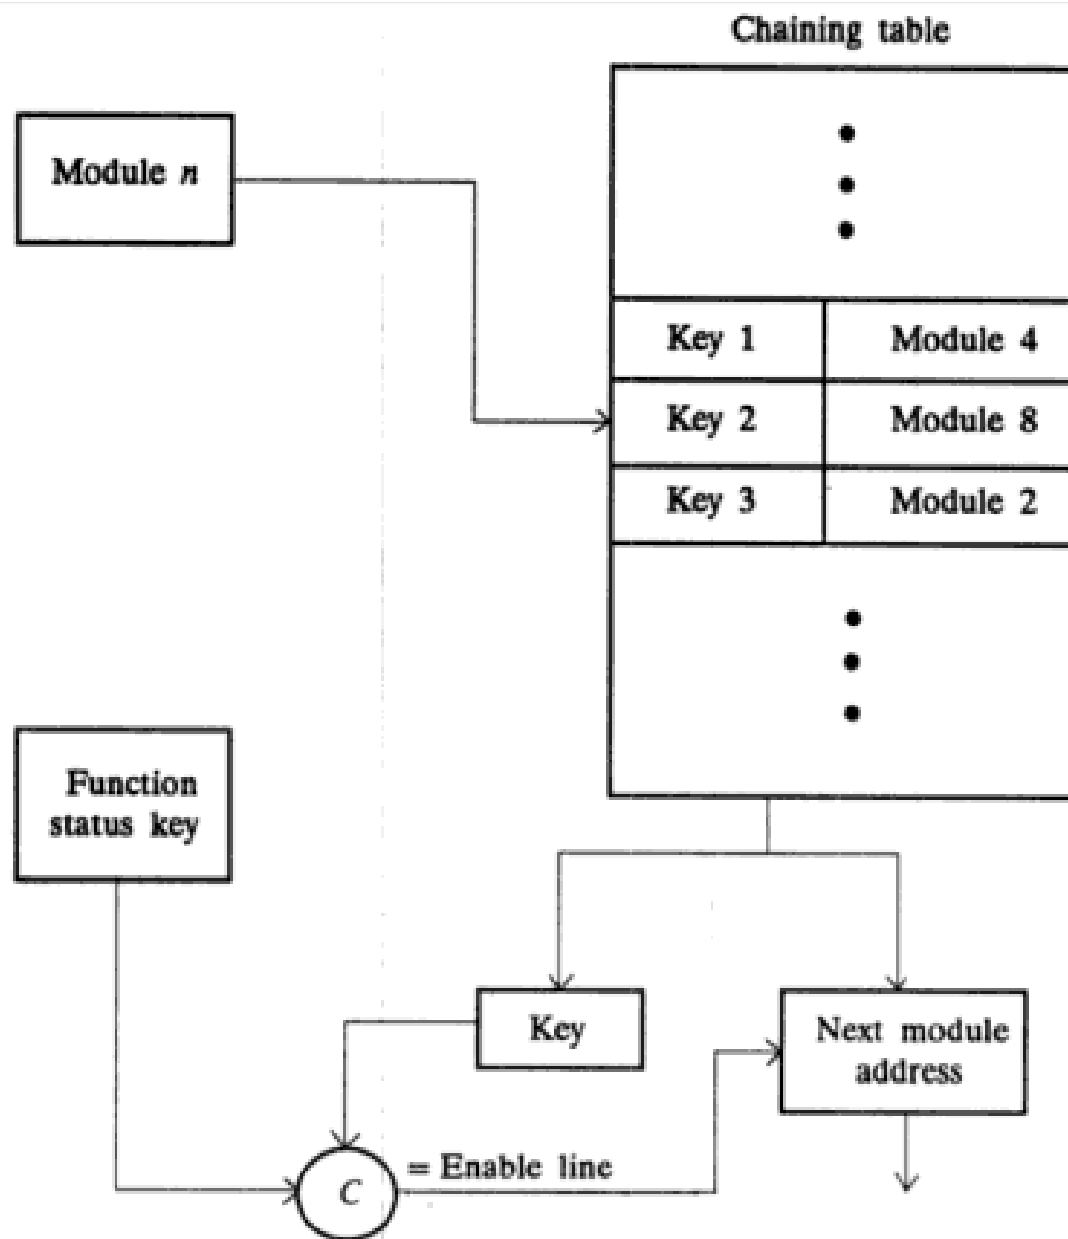 Chaining table
Module n
Key 1 Module 4
Key 2 Module 8
Key 3 Module 2
Function
status key
Key
Next module
address
C
= Enable line